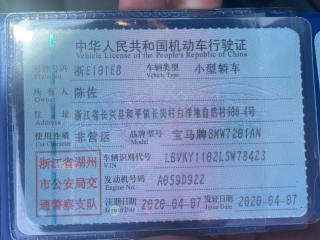 中华人民共和国机动车行驶证
Vehicle License of the People's Republic of China
号牌号码 浙E101E8 车辆类型 小型轿车
Vehicle Type
所有人 陈佐
Owner
住址 浙江省长兴县和平镇长岗村白洋地自然村600-4号
Address
使用性质 非营运 品牌型号 宝马牌BMW7201AN
Use Character Model
浙江省湖州
市公安局交
通警察支队
车辆识别代号 LBVKY1102LSW78423
VIN
发动机号码 A059D922
Engine No.
注册日期 2020-04-07 发证日期 2020-04-07
Register Date Issue Date